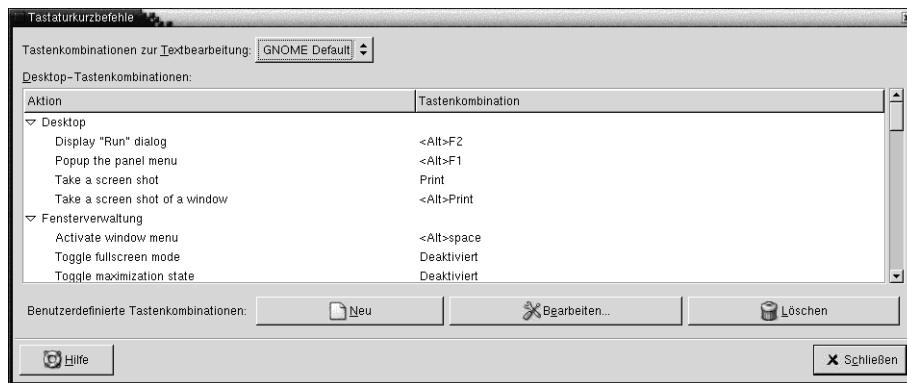 Tastaturkurzbefehle
Tastenkombinationen zur Textbearbeitung: GNOME Default
Desktop-Tastenkombinationen:
Aktion Tastenkombination
Desktop
Display "Run" dialog <Alt>F2
Popup the panel menu <Alt>F1
Take a screen shot Print
Take a screen shot of a window <Alt>Print
Fensterverwaltung
Activate window menu <Alt>space
Toggle fullscreen mode Deaktiviert
Toggle maximization state Deaktiviert
Benutzerdefinierte Tastenkombinationen: Neu Bearbeiten... Löschen
Hilfe Schließen